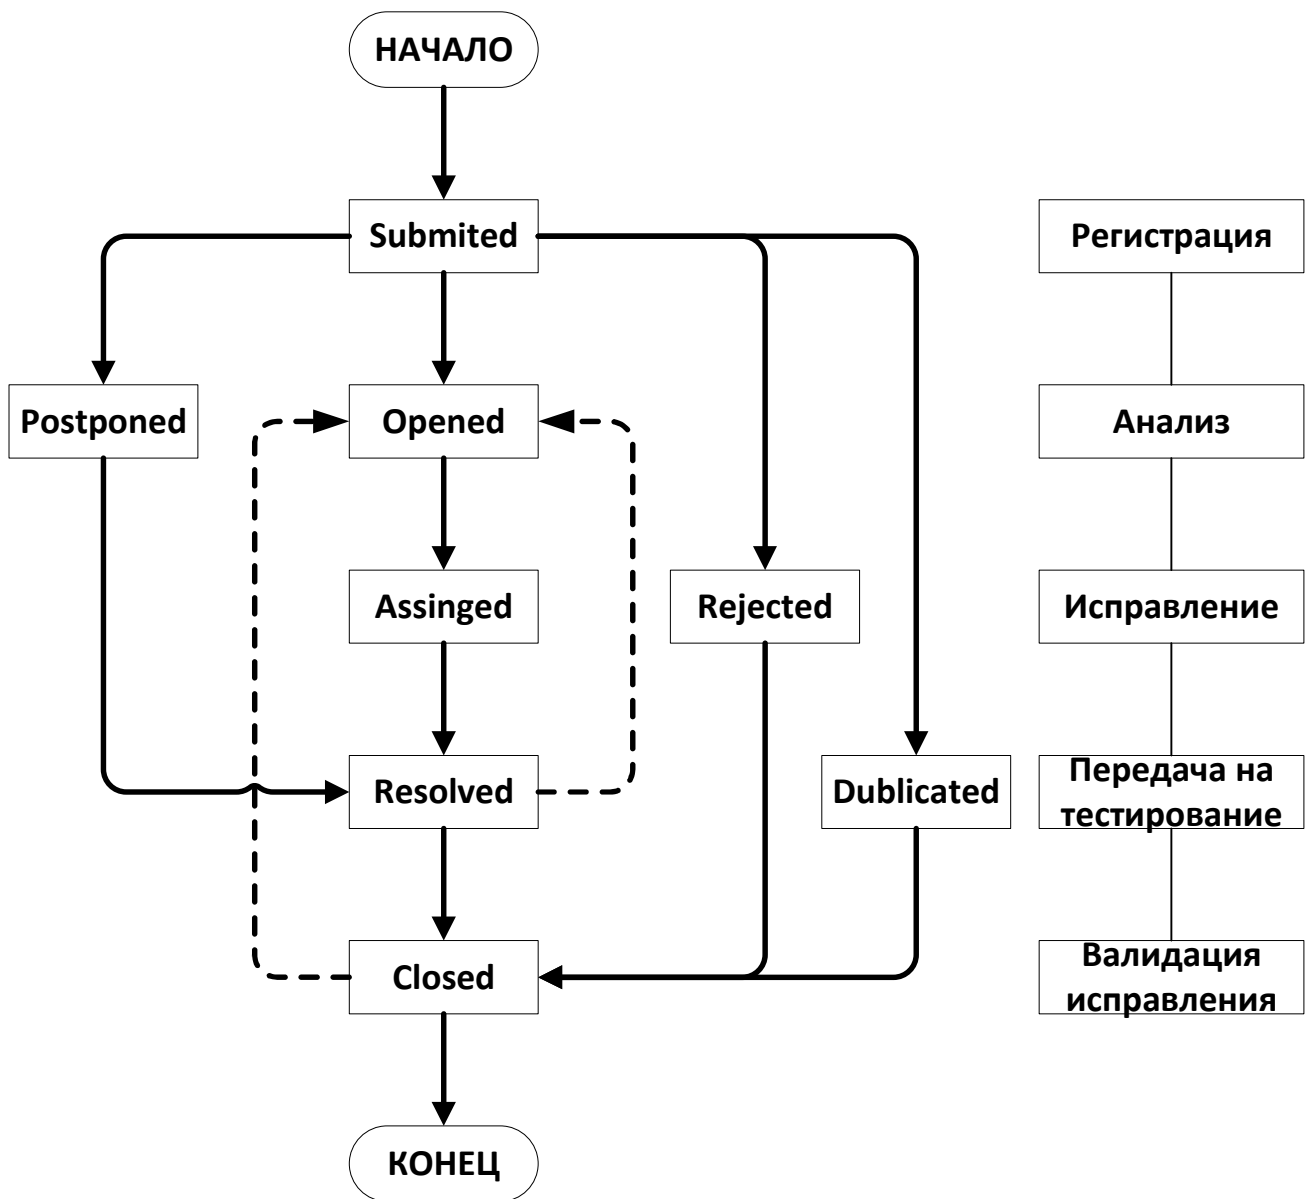 НАЧАЛО
Submited
Регистрация
Postponed
Opened
Анализ
Assinged
Rejected
Исправление
Resolved
Dublicated
Передача на
тестирование
Closed
Валидация
исправления
КОНЕЦ